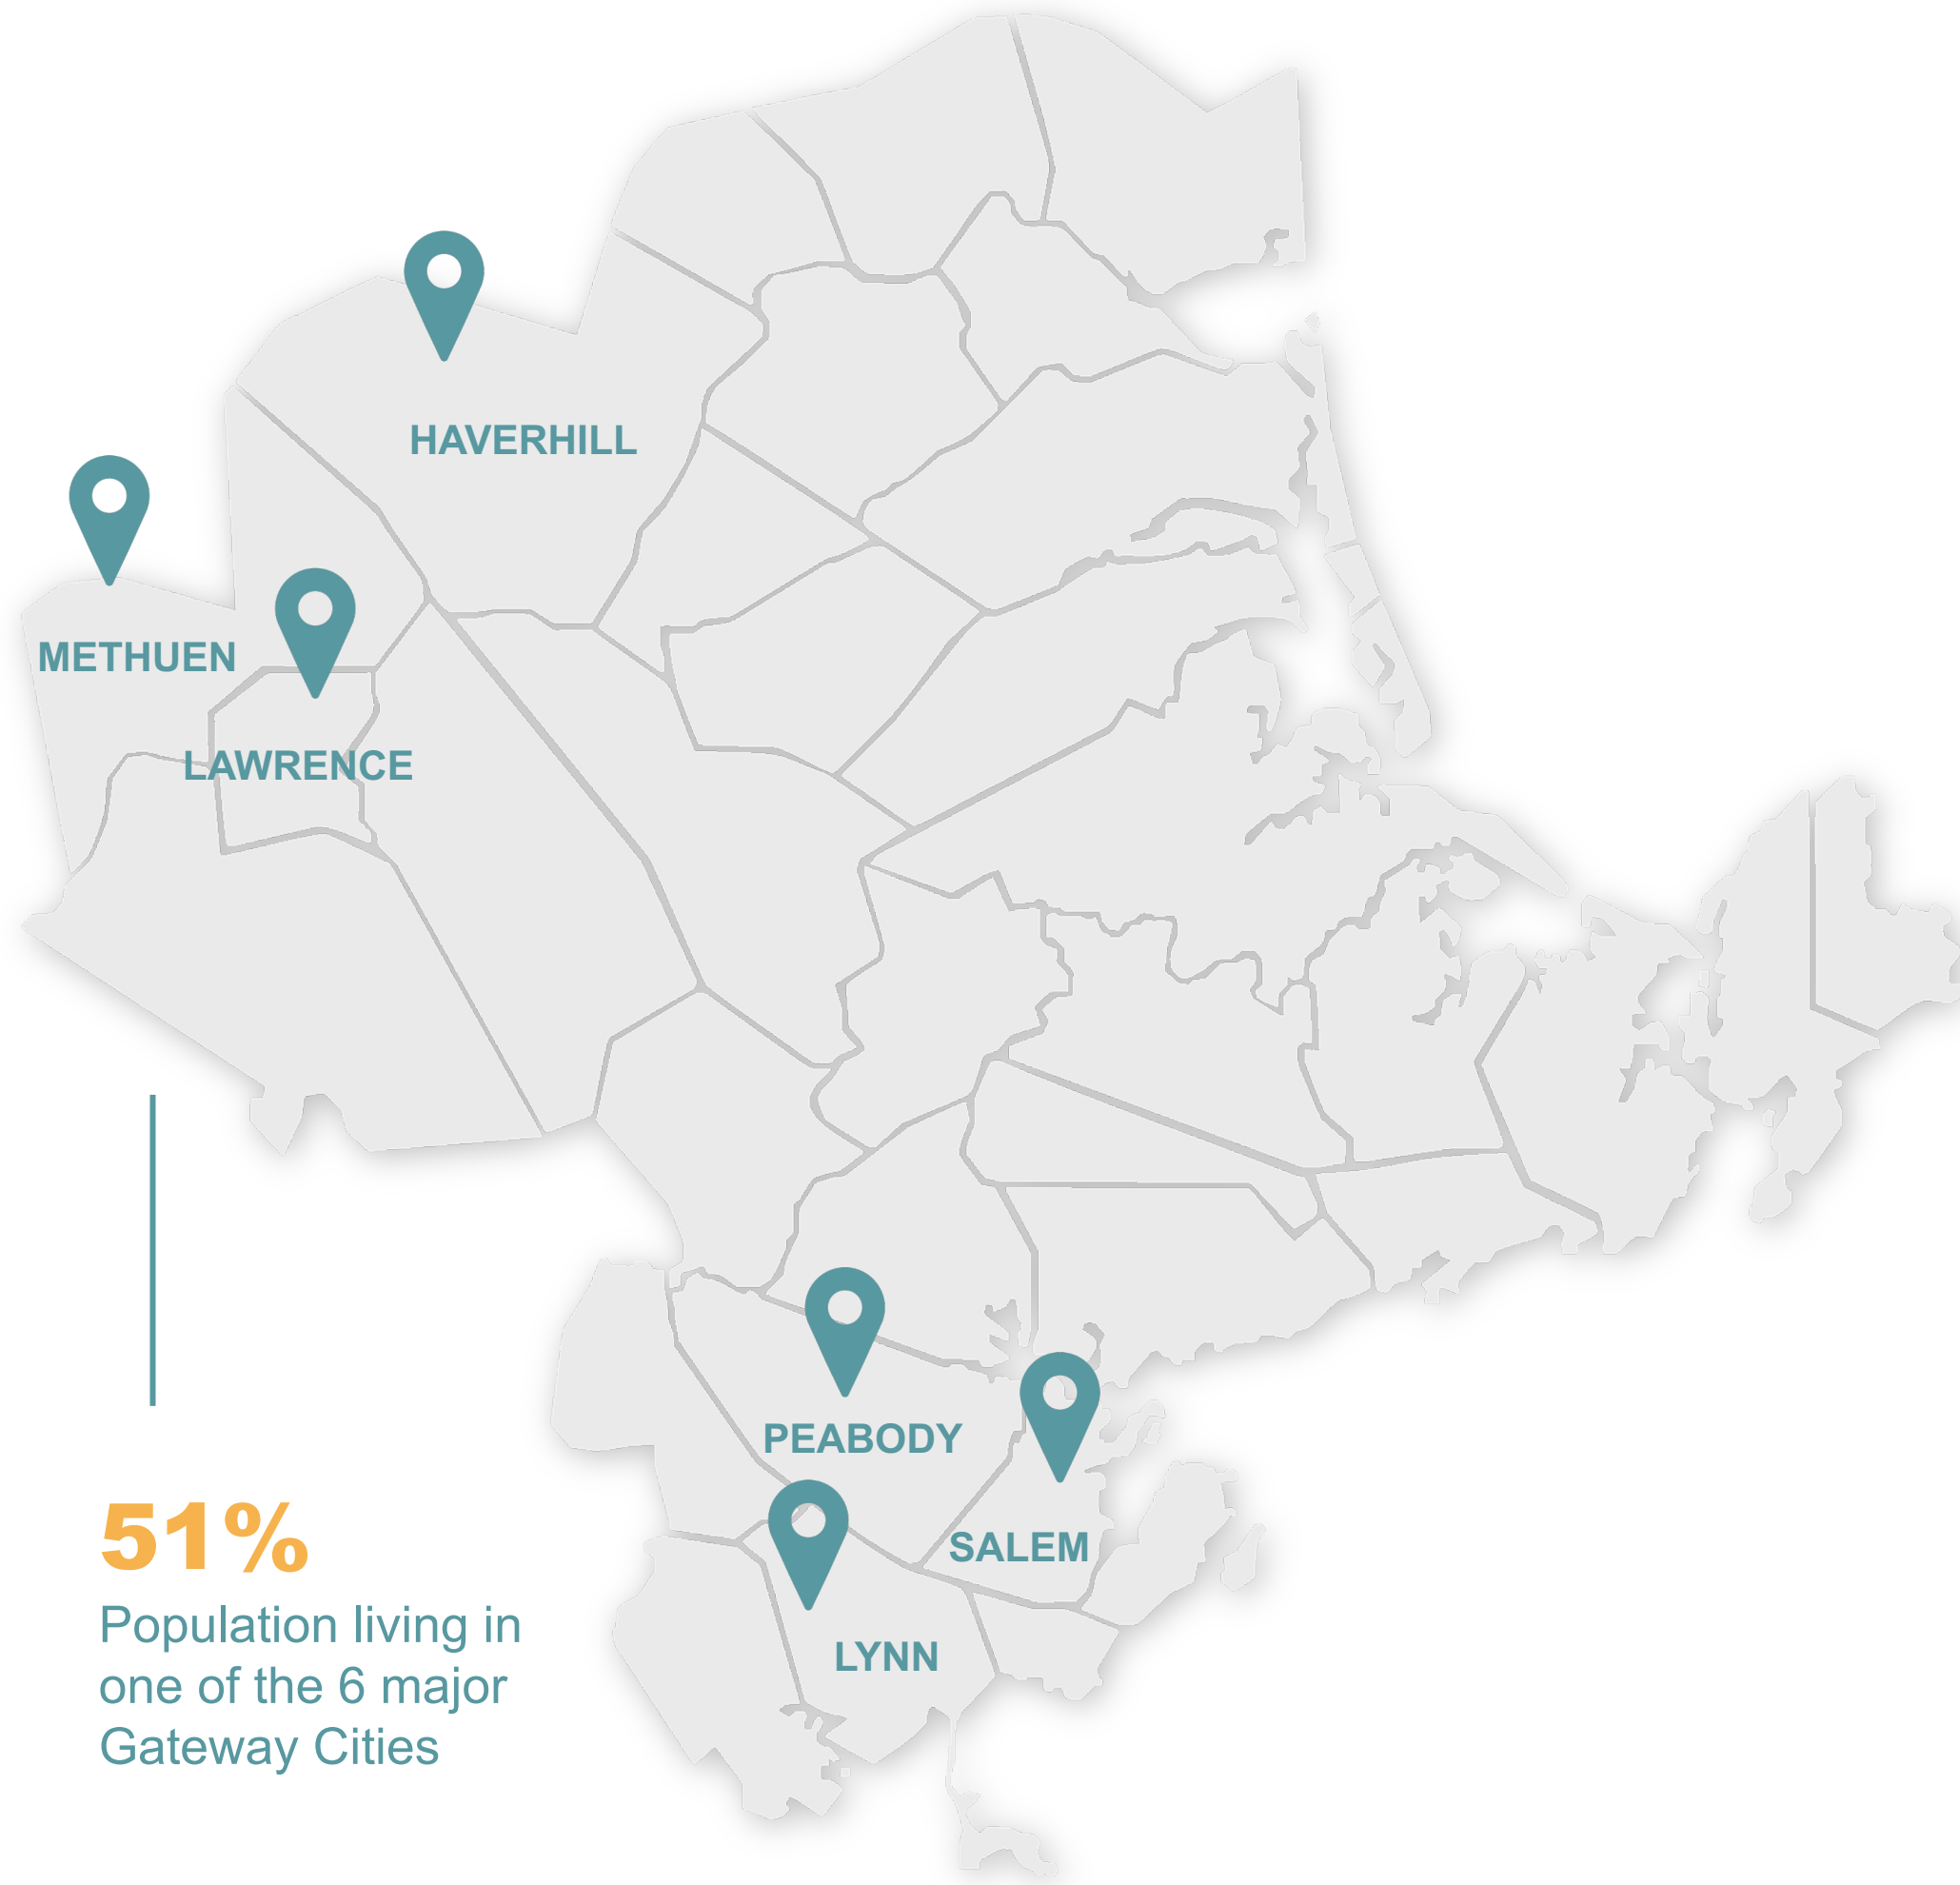 HAVERHILL
METHUEN
LAWRENCE
PEABODY
SALEM
LYNN
51%
Population living in
one of the 6 major
Gateway Cities